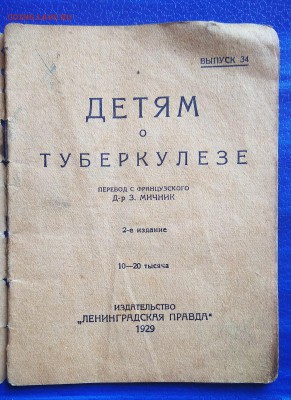 ВЫПУСК 34
ДЕТЯМ
О
ТУБЕРКУЛЕЗЕ
ПЕРЕВОД С ФРАНЦУЗСКОГО
Д-р З. МИЧНИК
2-е издание
10—20 тысяча
ИЗДАТЕЛЬСТВО
„ЛЕНИНГРАДСКАЯ ПРАВДА"
1929